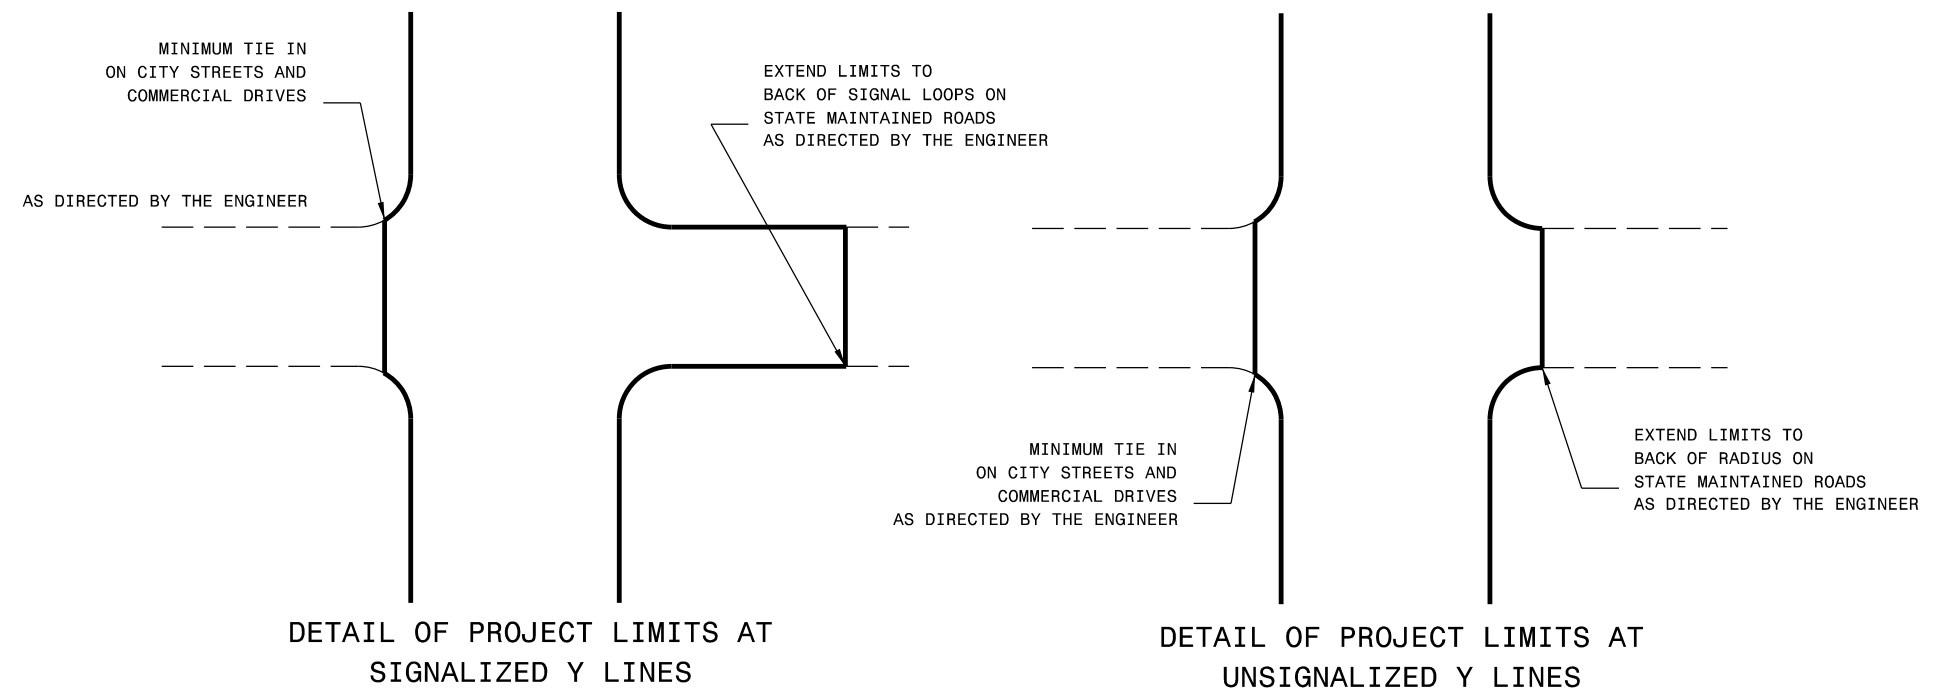 MINIMUM TIE IN
ON CITY STREETS AND
COMMERCIAL DRIVES
AS DIRECTED BY THE ENGINEER
EXTEND LIMITS TO
BACK OF SIGNAL LOOPS ON
STATE MAINTAINED ROADS
AS DIRECTED BY THE ENGINEER
DETAIL OF PROJECT LIMITS AT
SIGNALIZED Y LINES
MINIMUM TIE IN
ON CITY STREETS AND
COMMERCIAL DRIVES
AS DIRECTED BY THE ENGINEER
EXTEND LIMITS TO
BACK OF RADIUS ON
STATE MAINTAINED ROADS
AS DIRECTED BY THE ENGINEER
DETAIL OF PROJECT LIMITS AT
UNSIGNALIZED Y LINES